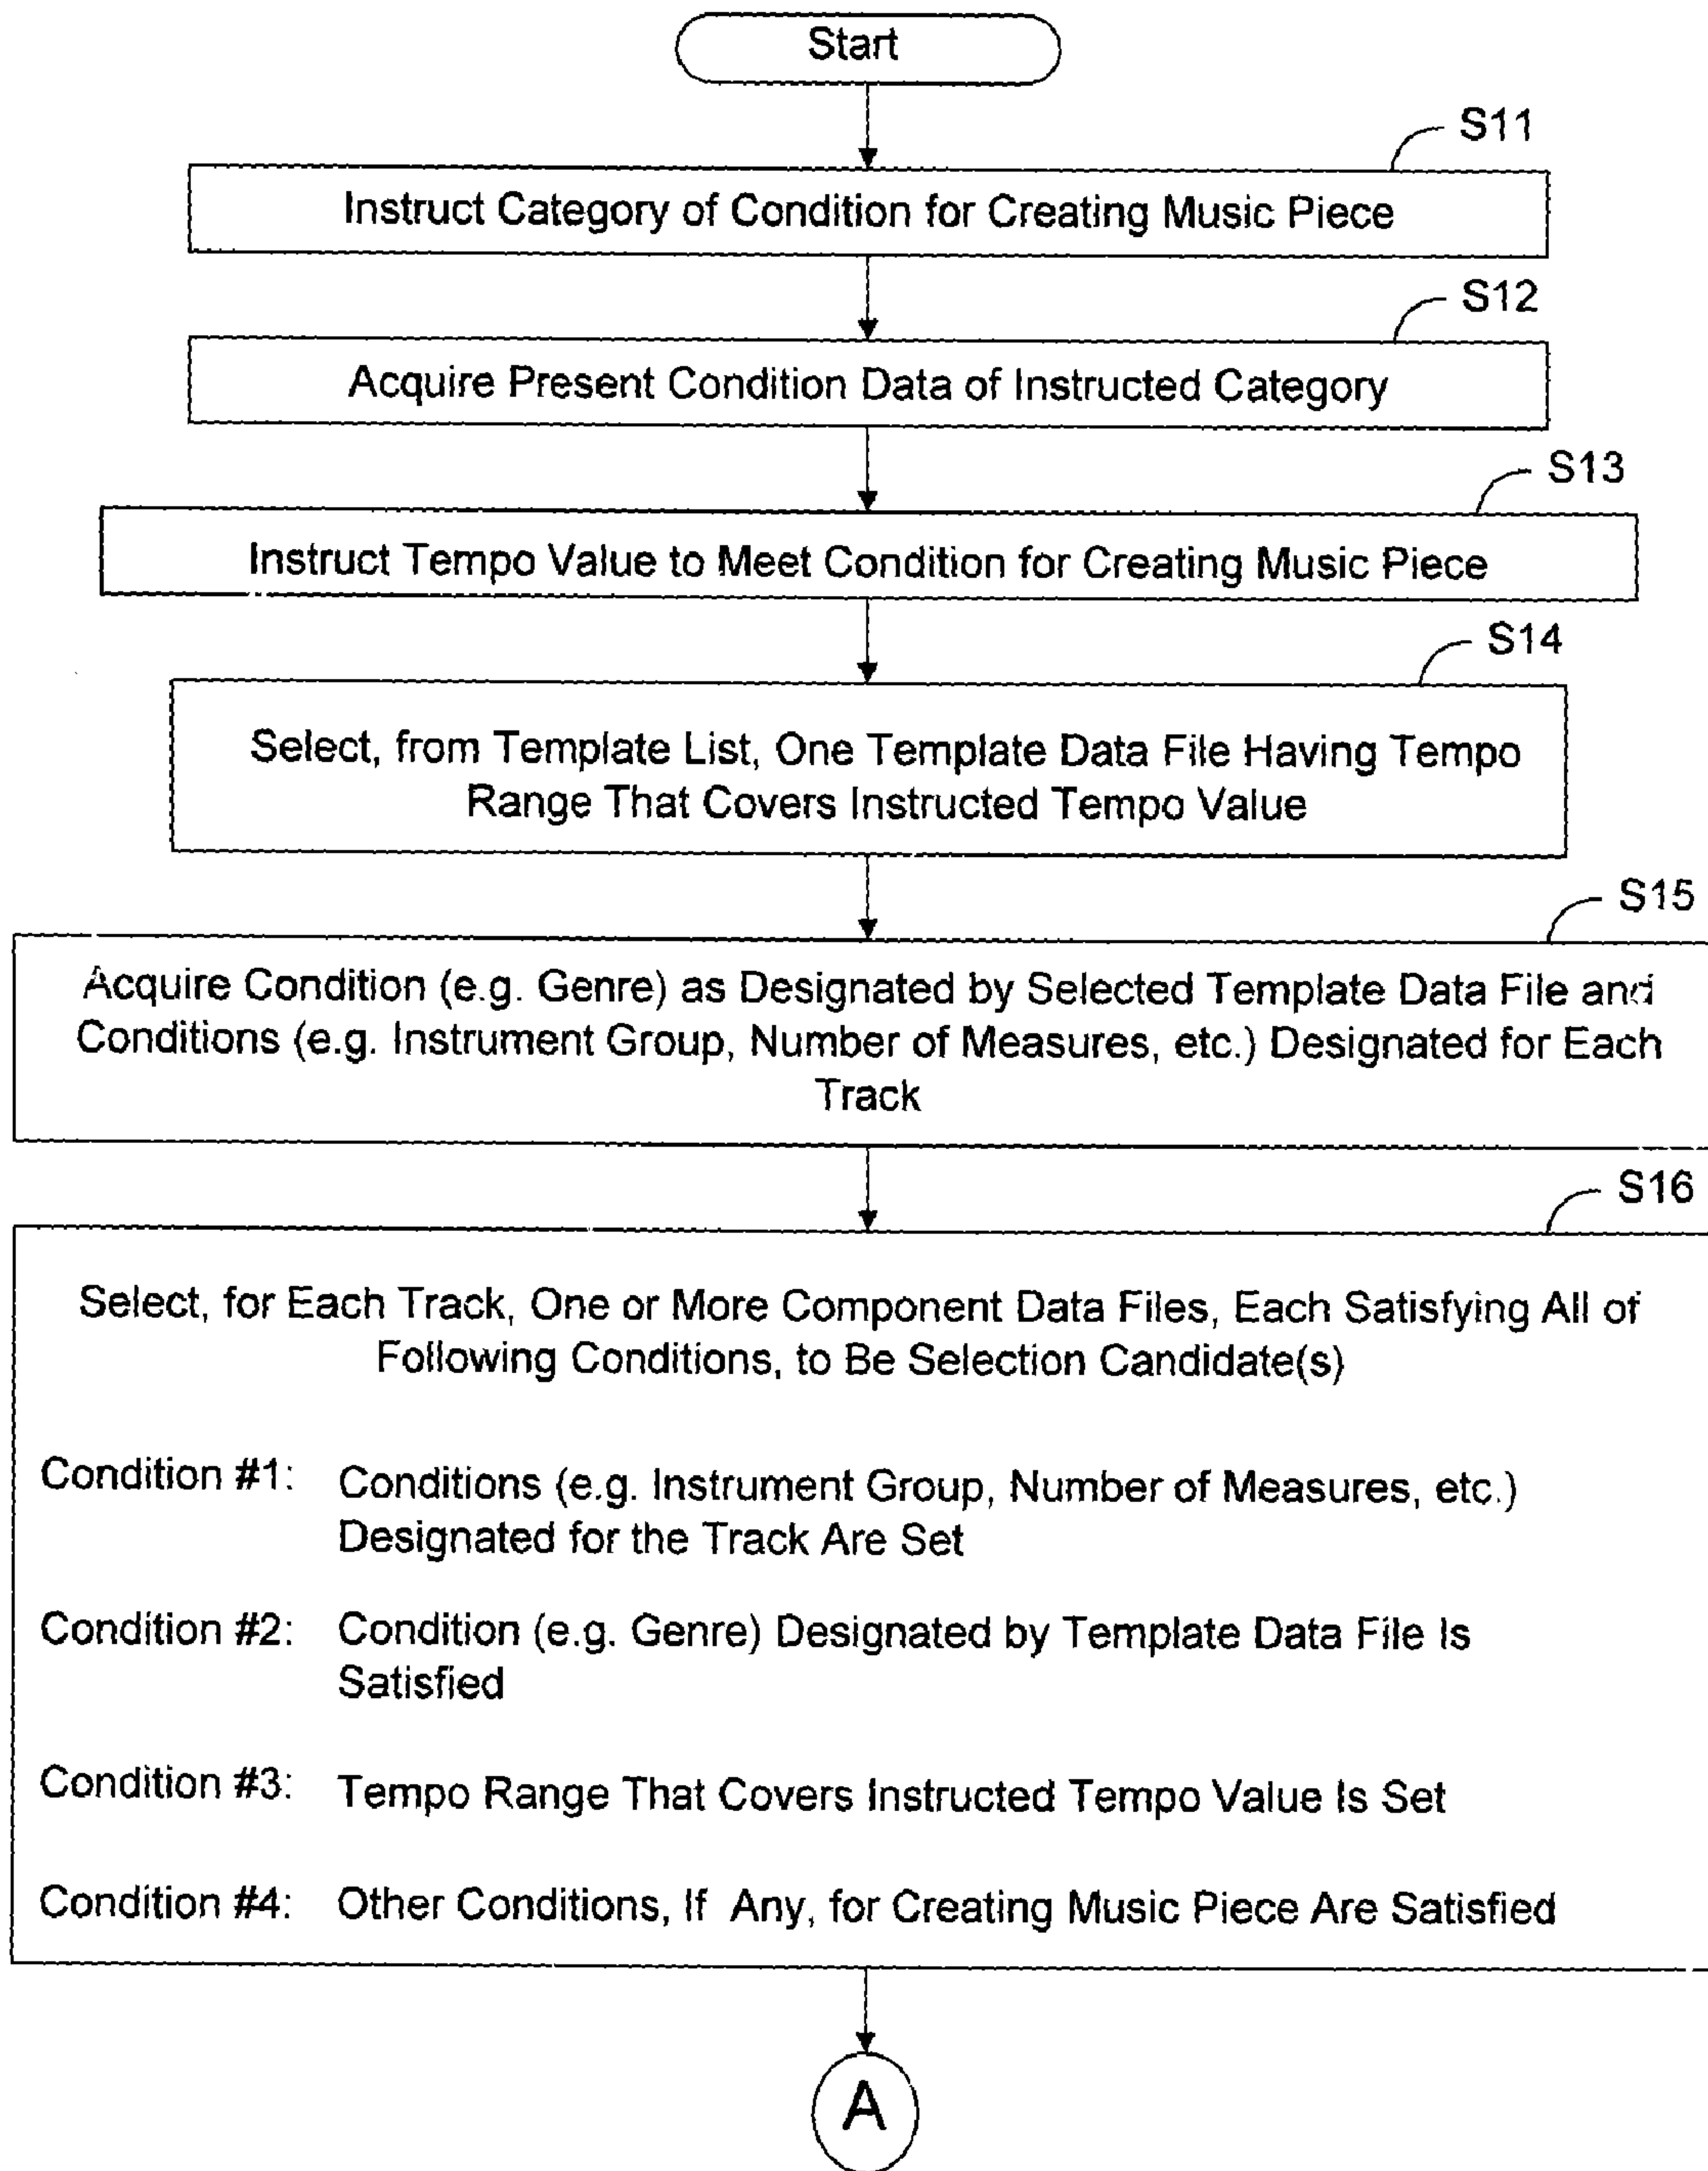 Start
S11
Instruct Category of Condition for Creating Music Piece
S12
Acquire Present Condition Data of Instructed Category
S13
Instruct Tempo Value to Meet Condition for Creating Music Piece
S14
Select, from Template List, One Template Data File Having Tempo
Range That Covers Instructed Tempo Value
S15
Acquire Condition (e.g. Genre) as Designated by Selected Template Data File and
Conditions (e.g. Instrument Group, Number of Measures, etc.) Designated for Each
Track
S16
Select, for Each Track, One or More Component Data Files, Each Satisfying All of
Following Conditions, to Be Selection Candidate(s)
Condition #1: Conditions (e.g. Instrument Group, Number of Measures, etc.)
Designated for the Track Are Set
Condition #2: Condition (e.g. Genre) Designated by Template Data File Is
Satisfied
Condition #3: Tempo Range That Covers Instructed Tempo Value Is Set
Condition #4: Other Conditions, If Any, for Creating Music Piece Are Satisfied
A